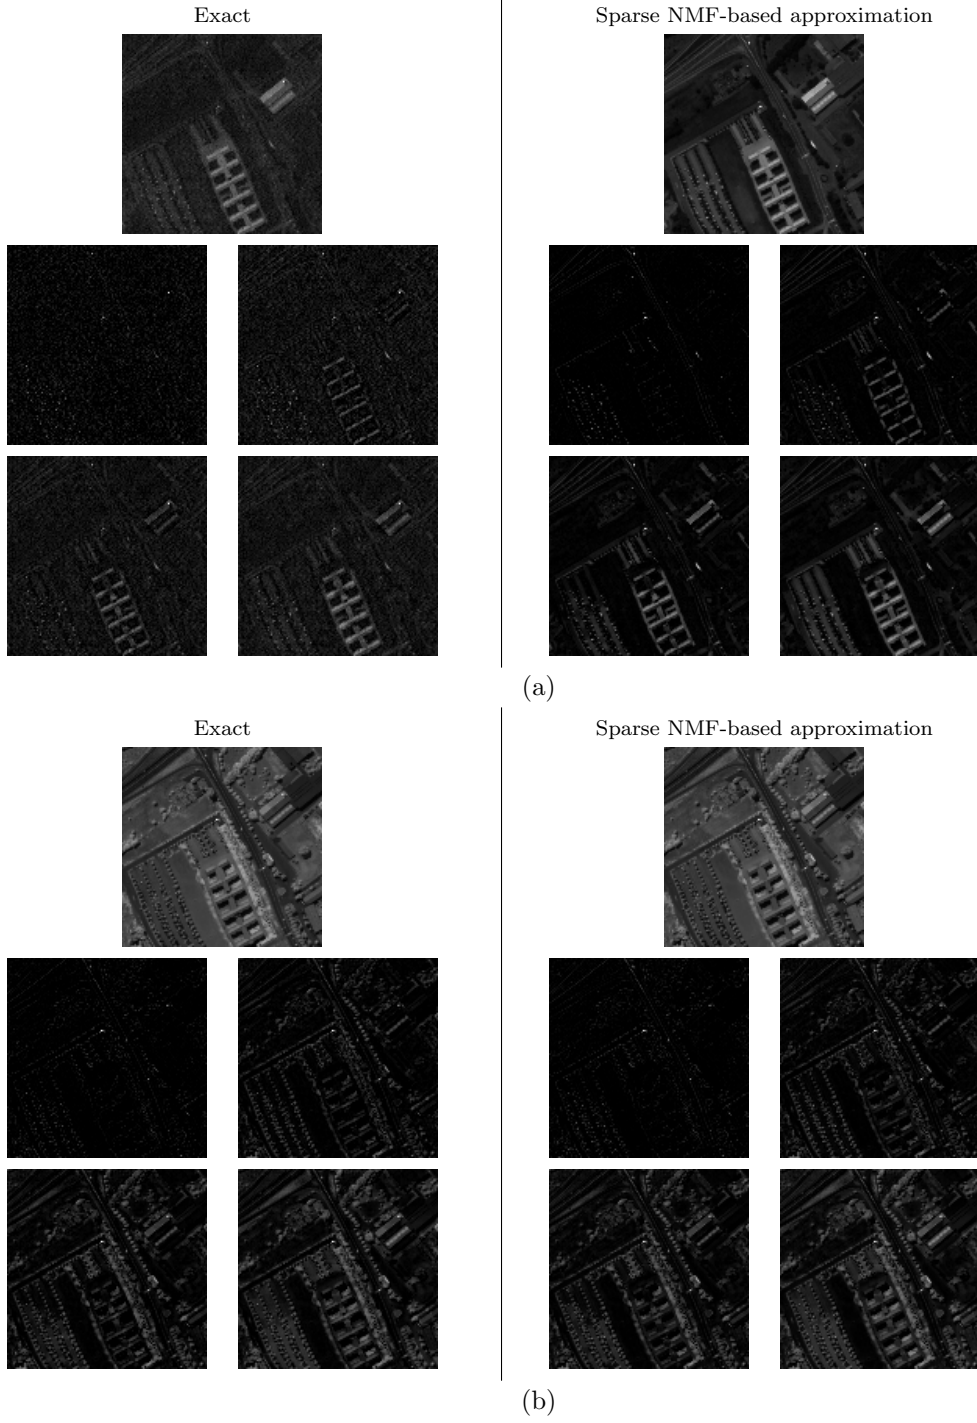 Exact
Sparse NMF-based approximation
(a)
Exact
Sparse NMF-based approximation
(b)